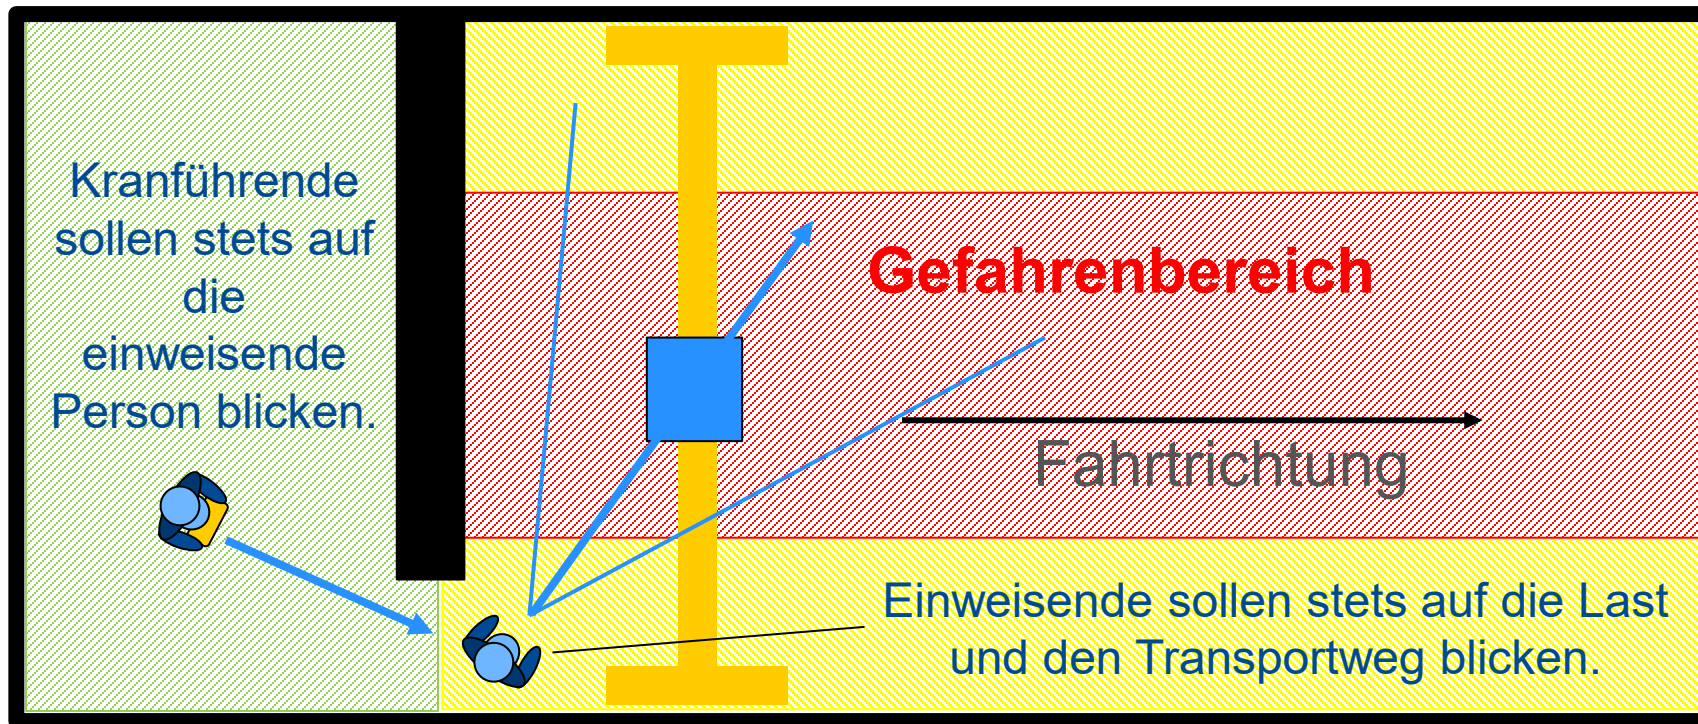 Kranführende
sollen stets auf
die
einweisende
Person blicken.
Gefahrenbereich
Fahrtrichtung
Einweisende sollen stets auf die Last
und den Transportweg blicken.